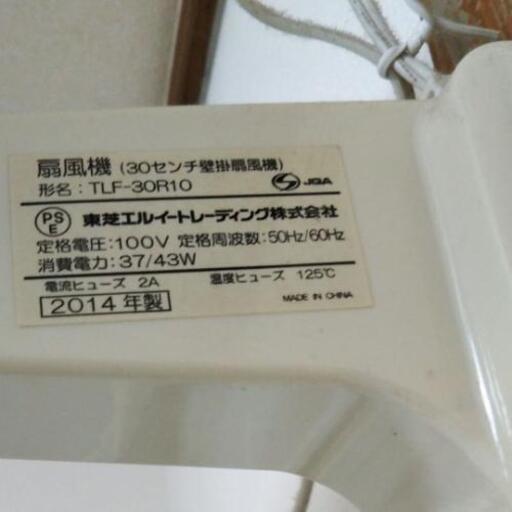 扇風機 (30センチ壁掛扇風機)
形名：TLF-30R10 JQA
PSE 東芝エルイートレーディング株式会社
定格電圧：100V 定格周波数：50Hz/60Hz
消費電力：37/43W
電流ヒューズ 2A 温度ヒューズ 125℃
2014年製 MADE IN CHINA